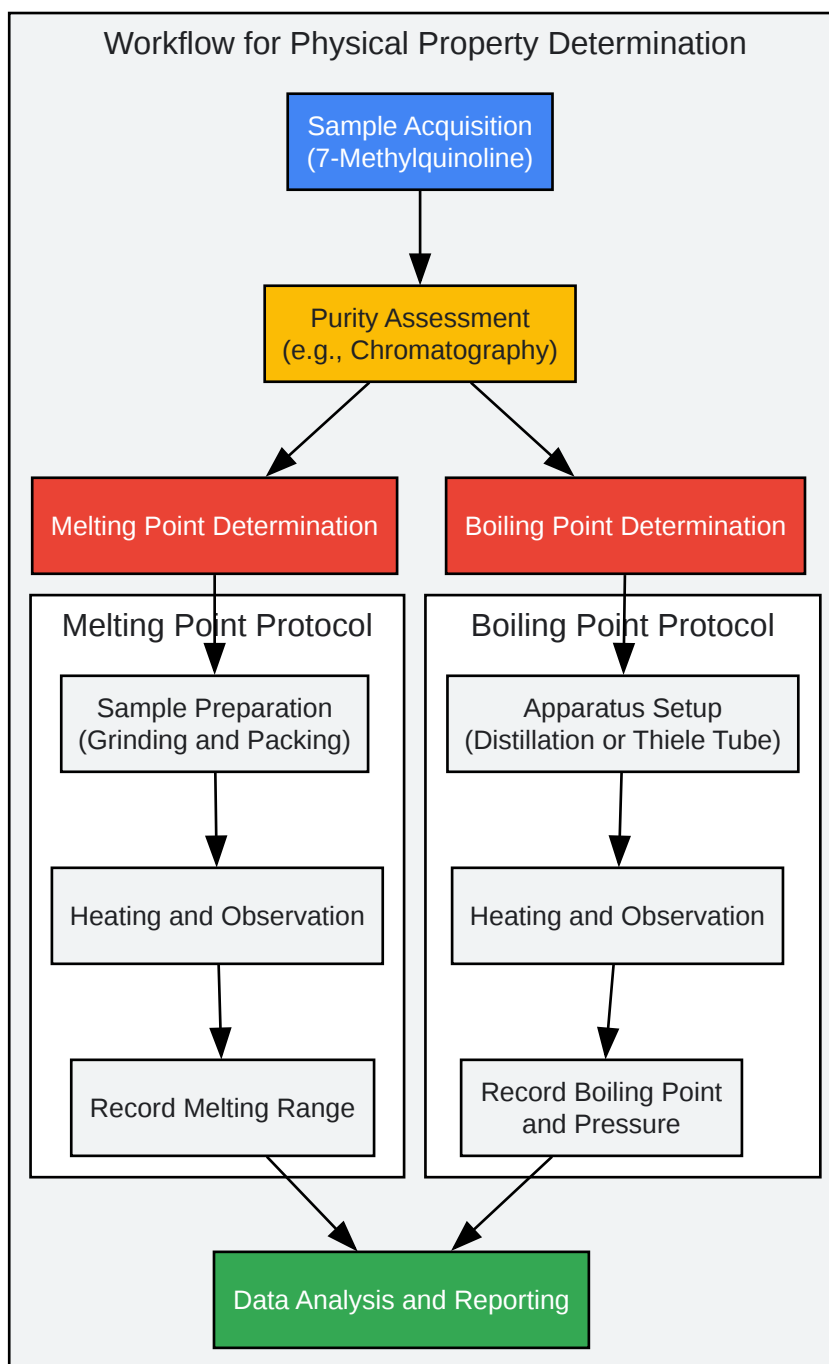 Workflow for Physical Property Determination
Sample Acquisition
(7-Methylquinoline)
Purity Assessment
(e.g., Chromatography)
Melting Point Determination
Boiling Point Determination
Melting Point Protocol
Boiling Point Protocol
Sample Preparation
(Grinding and Packing)
Apparatus Setup
(Distillation or Thiele Tube)
Heating and Observation
Heating and Observation
Record Melting Range
Record Boiling Point
and Pressure
Data Analysis and Reporting